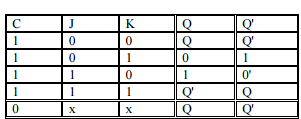 C J K Q Q'
1 0 0 Q Q'
1 0 1 0 1
1 1 0 1 0'
1 1 1 Q' Q
0 x x Q Q'